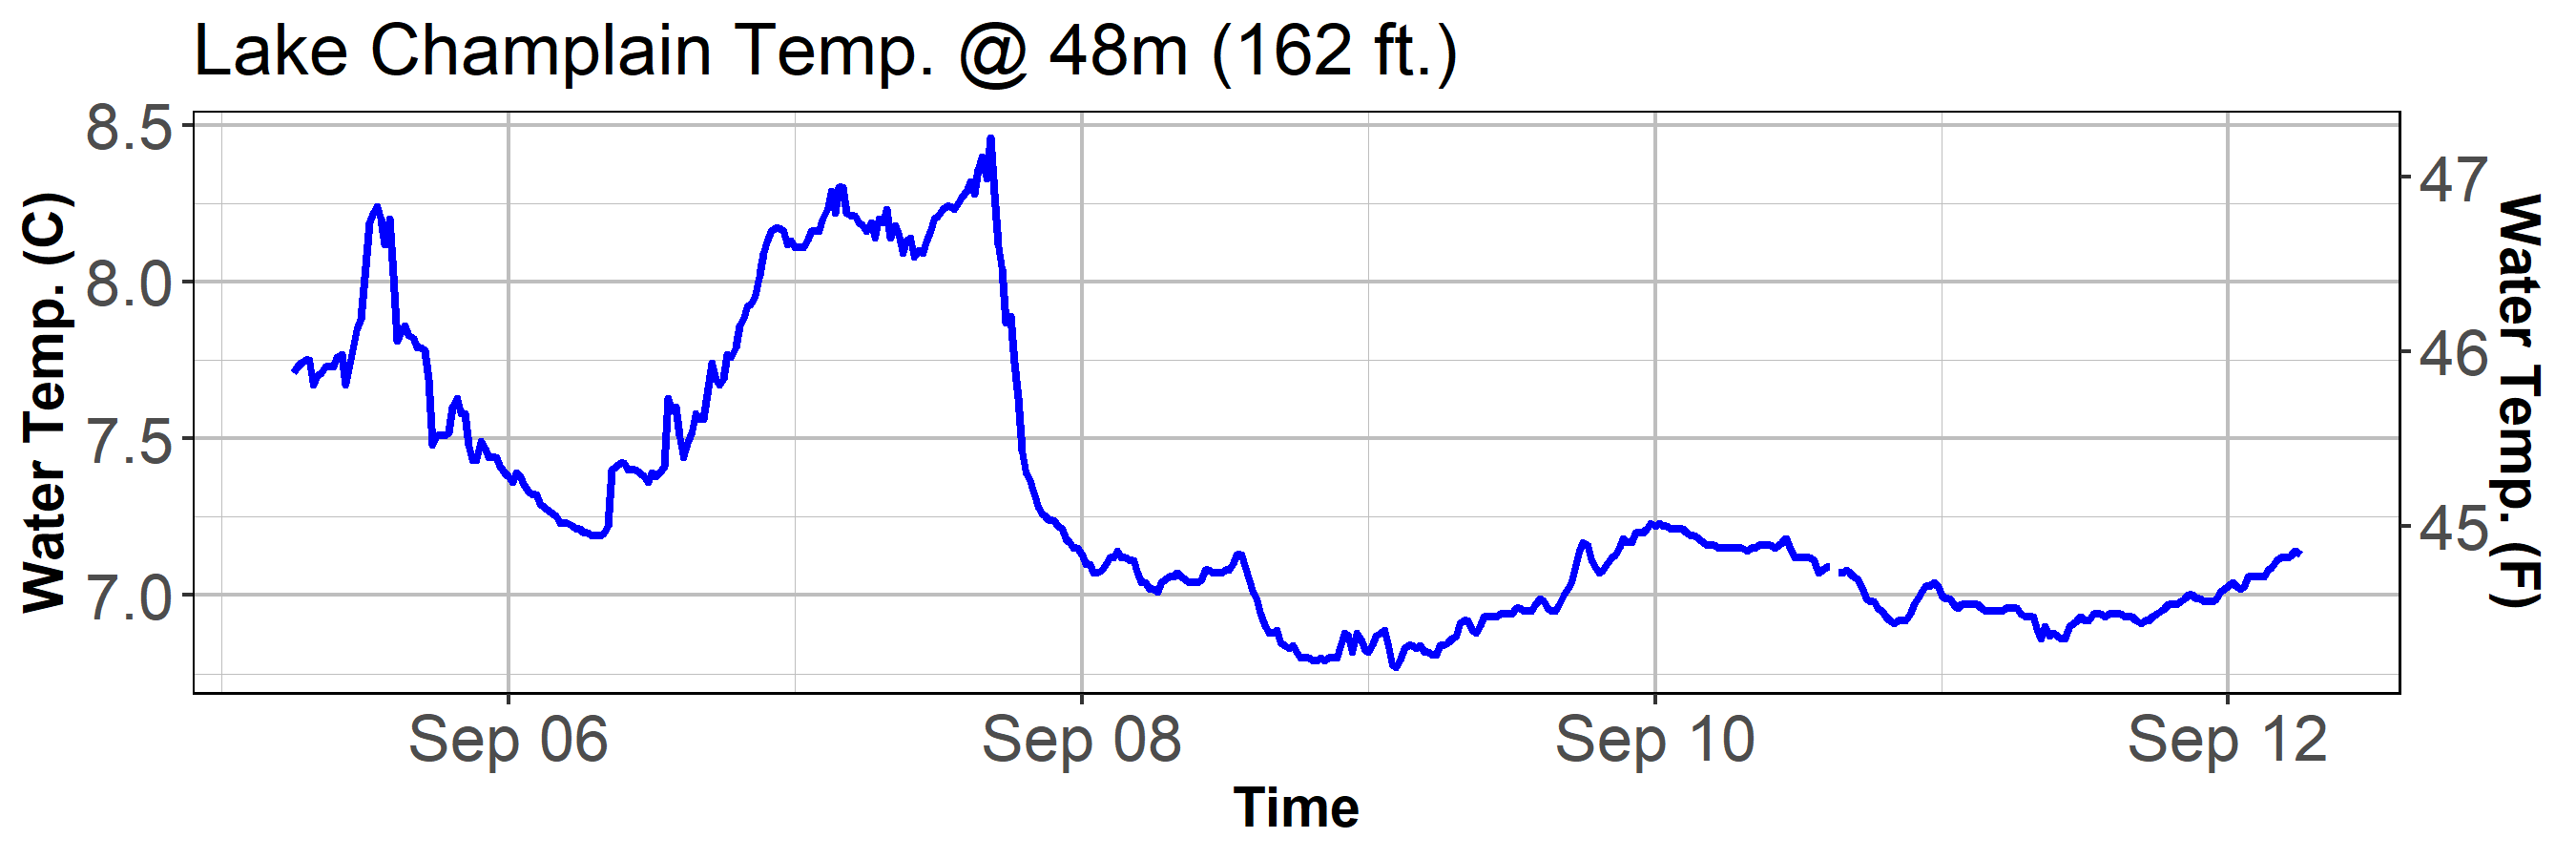 Lake Champlain Temp. @ 48m (162 ft.)
Water Temp. (C)
8.5
8.0
7.5
7.0
47
46
45
Water Temp. (F)
Sep 06
Sep 08
Sep 10
Sep 12
Time